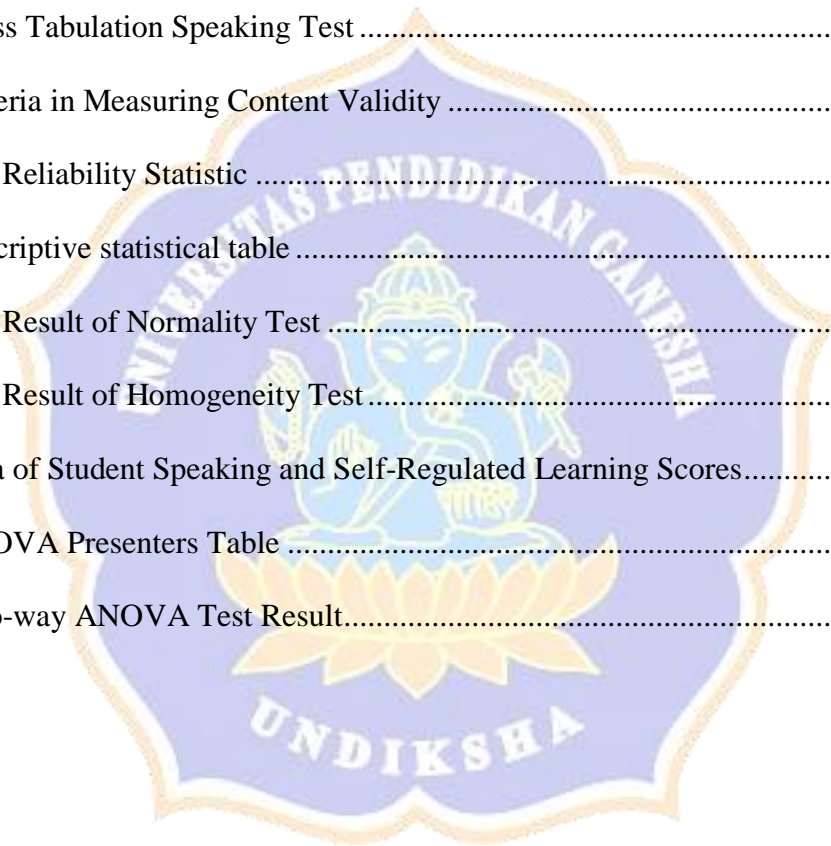 ss Tabulation Speaking Test ..........................................................................
eria in Measuring Content Validity ............................................................
Reliability Statistic ..........................................................................................
criptive statistical table ...................................................................................
Result of Normality Test ...............................................................................
Result of Homogeneity Test .........................................................................
a of Student Speaking and Self-Regulated Learning Scores .............
OVA Presenters Table .....................................................................................
o-way ANOVA Test Result ...........................................................................
UNIVERSITAS PENDIDIKAN GANESHA
UNDIKSHA